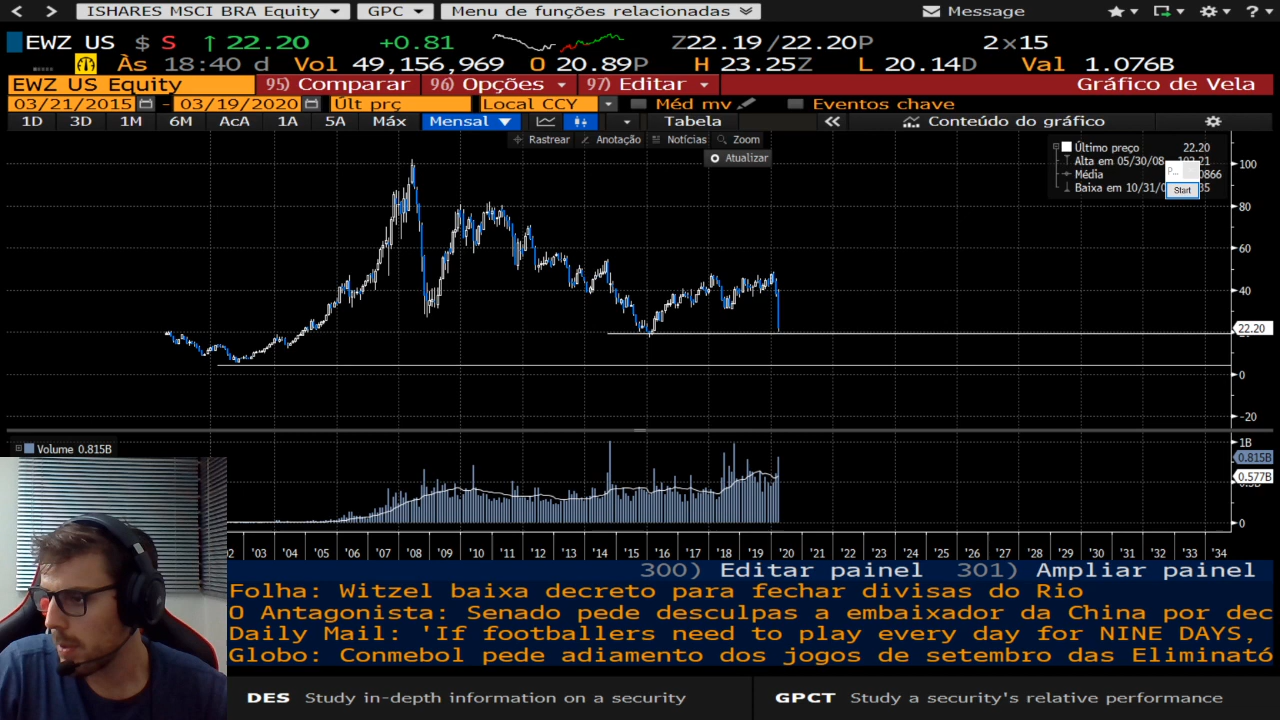 < > ISHARES MSCI BRA Equity GPC Menu de funções relacionadas Message ?
EWZ US $ S ↑ 22.20 +0.81 Z22.19/22.20P 2×15
Às 18:40 d Vol 49,156,969 O 20.89P H 23.25Z L 20.14D Val 1.076B
EWZ US Equity 95) Comparar 96) Opções 97) Editar Gráfico de Vela
03/21/2015 - 03/19/2020 Últ prç Local CCY Méd mv Eventos chave
1D 3D 1M 6M AcA 1A 5A Máx Mensal ▼ Tabela << Conteúdo do gráfico
Rastrear Anotação Notícias Zoom
Atualizar
Último preço 22.20
Alta em 05/30/08
Média 0866
Baixa em 10/31/0 35
P...
Start
100
80
60
40
22.20
0
-20
Volume 0.815B
1B
0.815B
0.577B
0
02 '03 '04 '05 '06 '07 '08 '09 '10 '11 '12 '13 '14 '15 '16 '17 '18 '19 '20 '21 '22 '23 '24 '25 '26 '27 '28 '29 '30 '31 '32 '33 '34
300) Editar painel 301) Ampliar painel
Folha: Witzel baixa decreto para fechar divisas do Rio
O Antagonista: Senado pede desculpas a embaixador da China por dec
Daily Mail: 'If footballers need to play every day for NINE DAYS,
Globo: Conmebol pede adiamento dos jogos de setembro das Eliminató
DES Study in-depth information on a security GPCT Study a security's relative performance